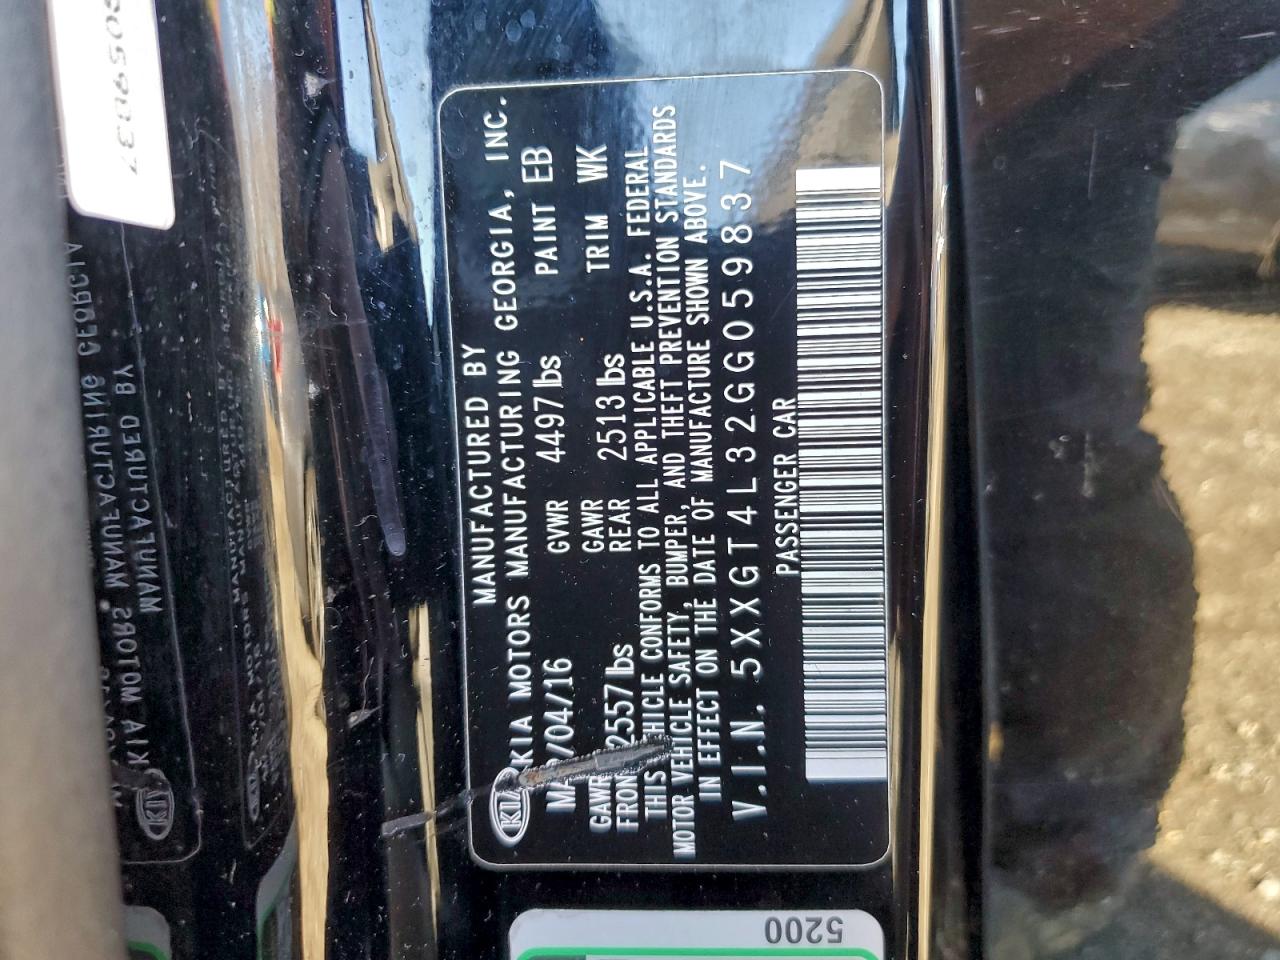 MANUFACTURED BY
KIA KIA MOTORS MANUFACTURING GEORGIA, INC.
/04/16 GVWR 4497 lbs PAINT EB
GAWR GAWR
2557 lbs REAR 2513 lbs TRIM WK
THIS VEHICLE CONFORMS TO ALL APPLICABLE U.S.A. FEDERAL
MOTOR VEHICLE SAFETY, BUMPER, AND THEFT PREVENTION STANDARDS
IN EFFECT ON THE DATE OF MANUFACTURE SHOWN ABOVE.
V.I.N. 5XXGT4L32GG059837
PASSENGER CAR
5200